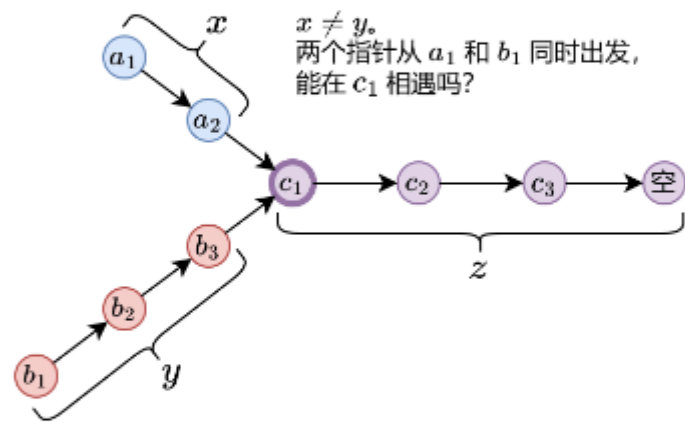 x
x ≠ y。
两个指针从 a₁ 和 b₁ 同时出发，
能在 c₁ 相遇吗？
a₁
a₂
c₁
c₂
c₃
空
b₃
z
b₂
y
b₁